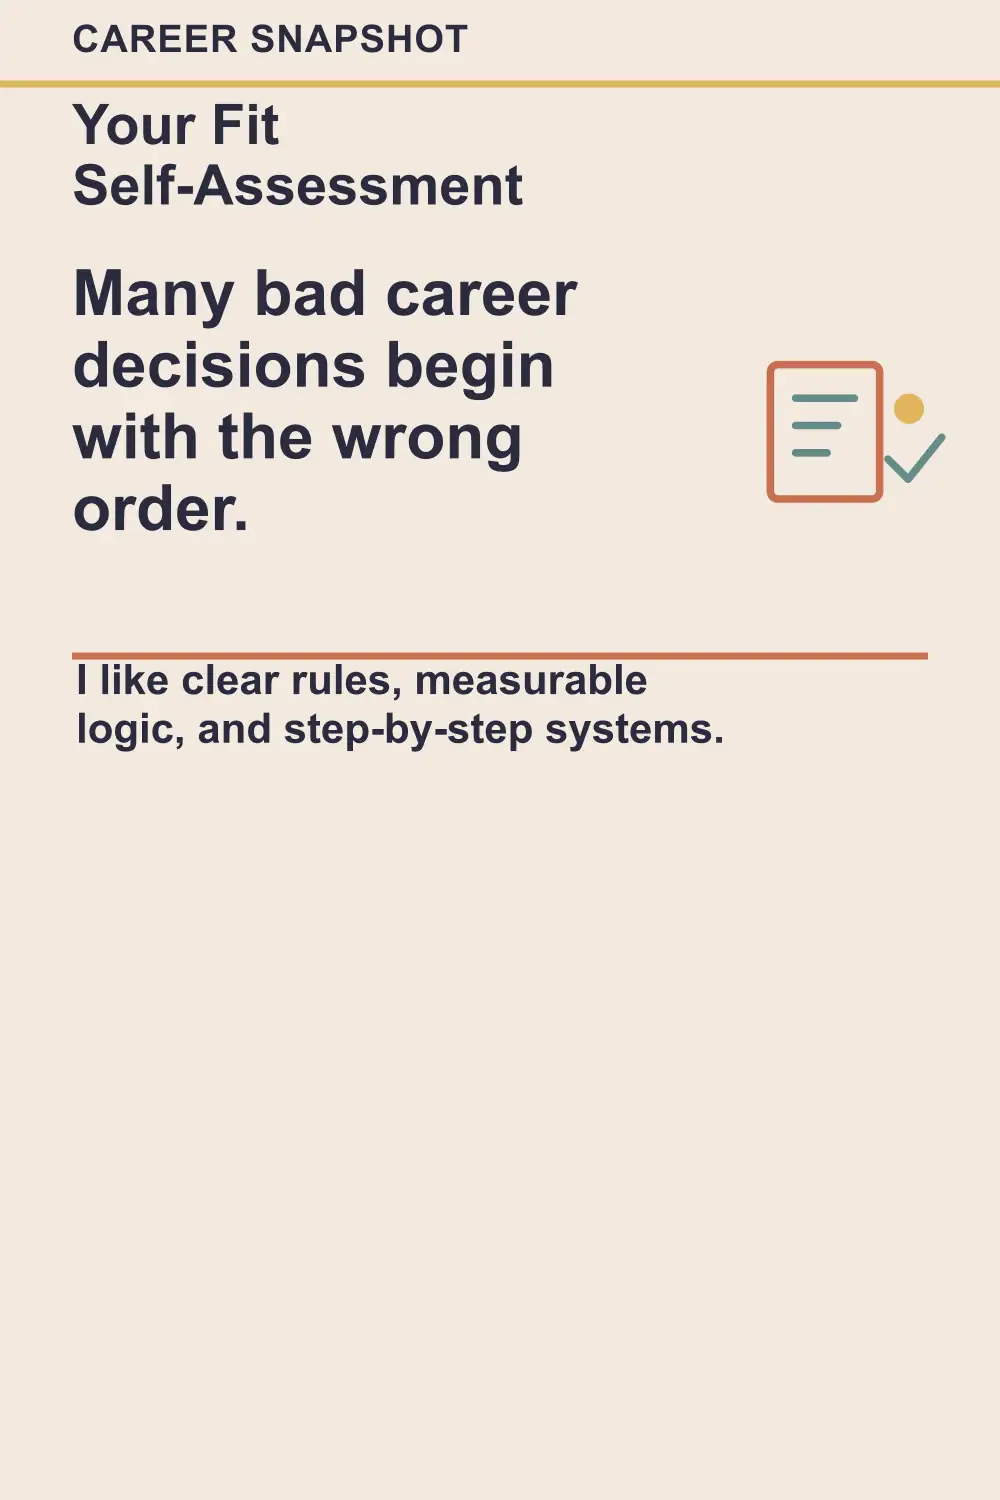 CAREER SNAPSHOT
Your Fit
Self-Assessment
Many bad career
decisions begin
with the wrong
order.
I like clear rules, measurable
logic, and step-by-step systems.